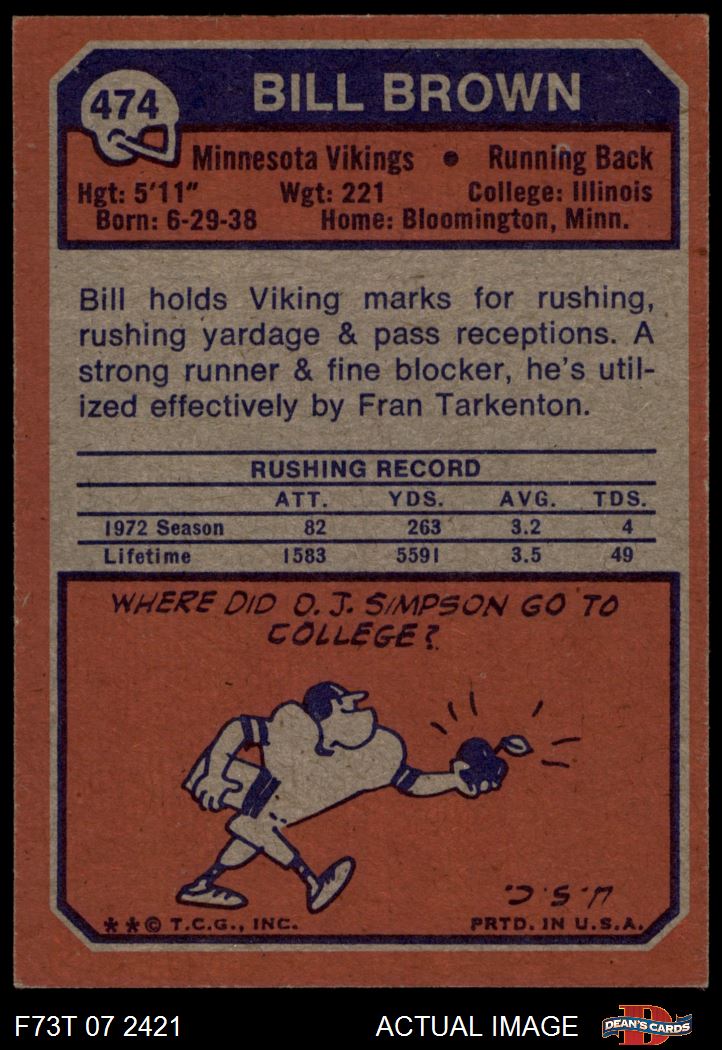 474
BILL BROWN
Minnesota Vikings • Running Back
Hgt: 5'11" Wgt: 221 College: Illinois
Born: 6-29-38 Home: Bloomington, Minn.
Bill holds Viking marks for rushing,
rushing yardage & pass receptions. A
strong runner & fine blocker, he's util-
ized effectively by Fran Tarkenton.
RUSHING RECORD
ATT. YDS. AVG. TDS.
1972 Season 82 263 3.2 4
Lifetime 1583 5591 3.5 49
WHERE DID O. J. SIMPSON GO TO
COLLEGE?
U.S.C.
**© T.C.G., INC. PRTD. IN U.S.A.
F73T 07 2421 ACTUAL IMAGE DEAN'S CARDS